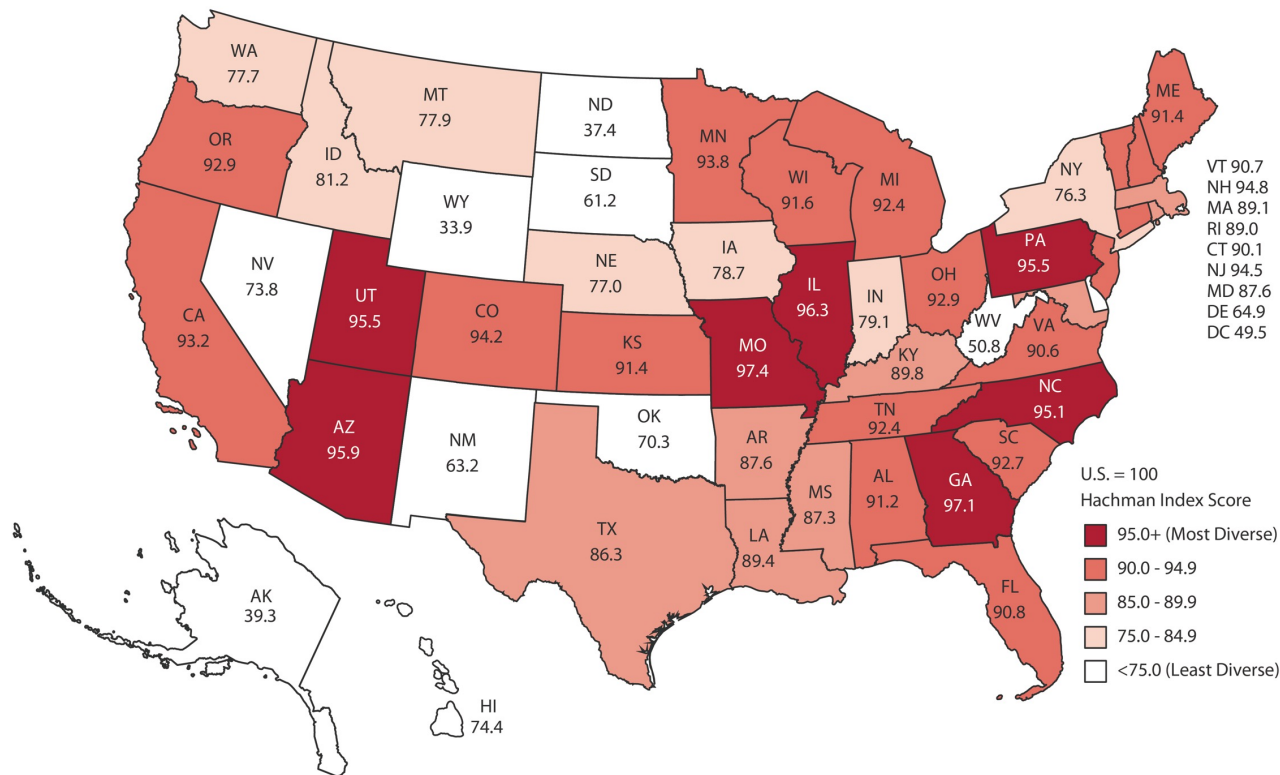 WA
77.7
MT
77.9
ND
37.4
MN
93.8
ME
91.4
OR
92.9
ID
81.2
SD
61.2
WI
91.6
MI
92.4
NY
76.3
VT 90.7
NH 94.8
MA 89.1
RI 89.0
CT 90.1
NJ 94.5
MD 87.6
DE 64.9
DC 49.5
WY
33.9
NV
73.8
NE
77.0
IA
78.7
PA
95.5
UT
95.5
CO
94.2
IL
96.3
IN
79.1
OH
92.9
CA
93.2
KS
91.4
MO
97.4
WV
50.8
VA
90.6
KY
89.8
NC
95.1
TN
92.4
AZ
95.9
NM
63.2
OK
70.3
AR
87.6
SC
92.7
MS
87.3
AL
91.2
GA
97.1
TX
86.3
LA
89.4
FL
90.8
AK
39.3
HI
74.4
U.S. = 100
Hachman Index Score
95.0+ (Most Diverse)
90.0 - 94.9
85.0 - 89.9
75.0 - 84.9
<75.0 (Least Diverse)